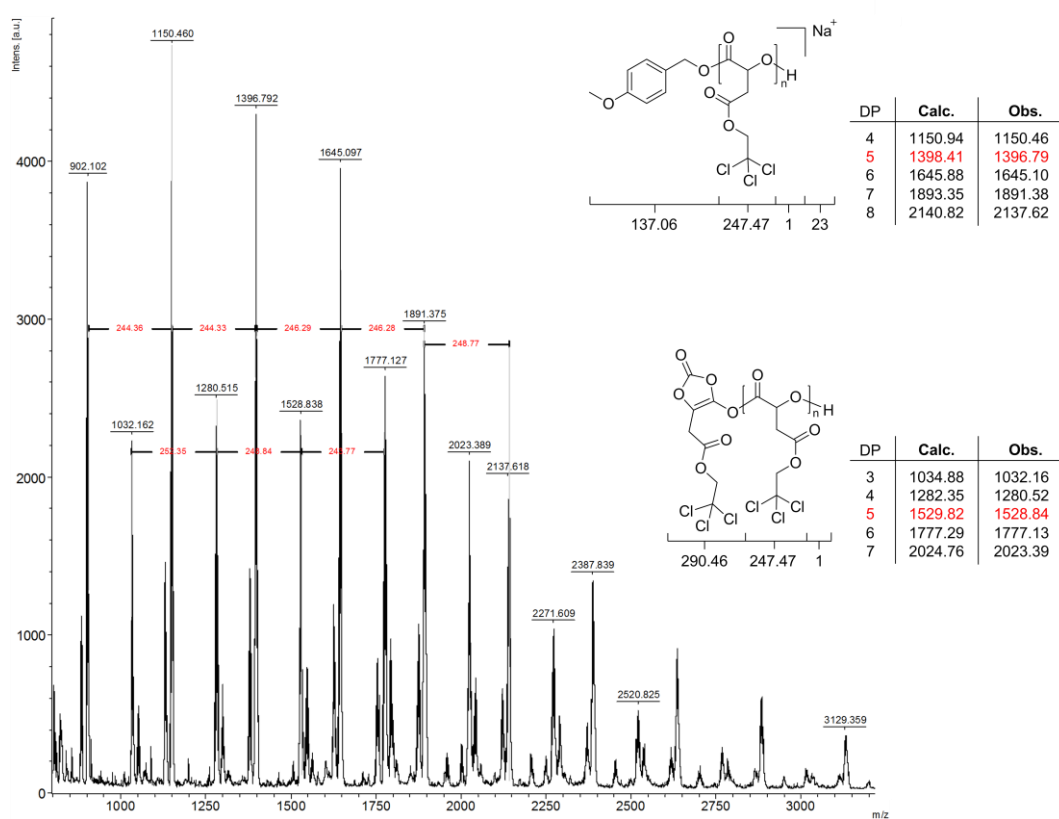 Intens. [a.u.]
1150.460
1396.792
1645.097
902.102
4000
3000
2000
1000
0
244.36
244.33
246.29
246.28
1891.375
248.77
1777.127
1280.515
1528.838
1032.162
2023.389
2137.618
2387.839
2271.609
2520.825
3129.359
1000
1250
1500
1750
2000
2250
2500
2750
3000
m/z
O
O
O
n
H
Na+
O
O
O
Cl
Cl
Cl
137.06
247.47
1
23
DP Calc. Obs.
4 1150.94 1150.46
5 1398.41 1396.79
6 1645.88 1645.10
7 1893.35 1891.38
8 2140.82 2137.62
O
O
O
O
O
O
n
H
O
O
O
O
Cl
Cl
Cl
Cl
Cl
Cl
290.46
247.47
1
DP Calc. Obs.
3 1034.88 1032.16
4 1282.35 1280.52
5 1529.82 1528.84
6 1777.29 1777.13
7 2024.76 2023.39